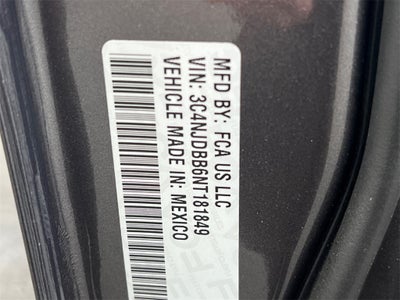 MFD BY: FCA US LLC
VIN: 3C4NJDBB6NT181849
VEHICLE MADE IN: MEXICO